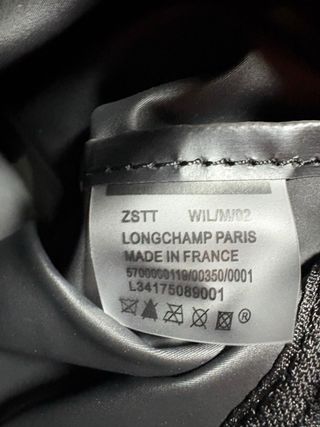 ZSTT WIL/M/02
LONGCHAMP PARIS
MADE IN FRANCE
5700000119/00350/0001
L34175089001
®